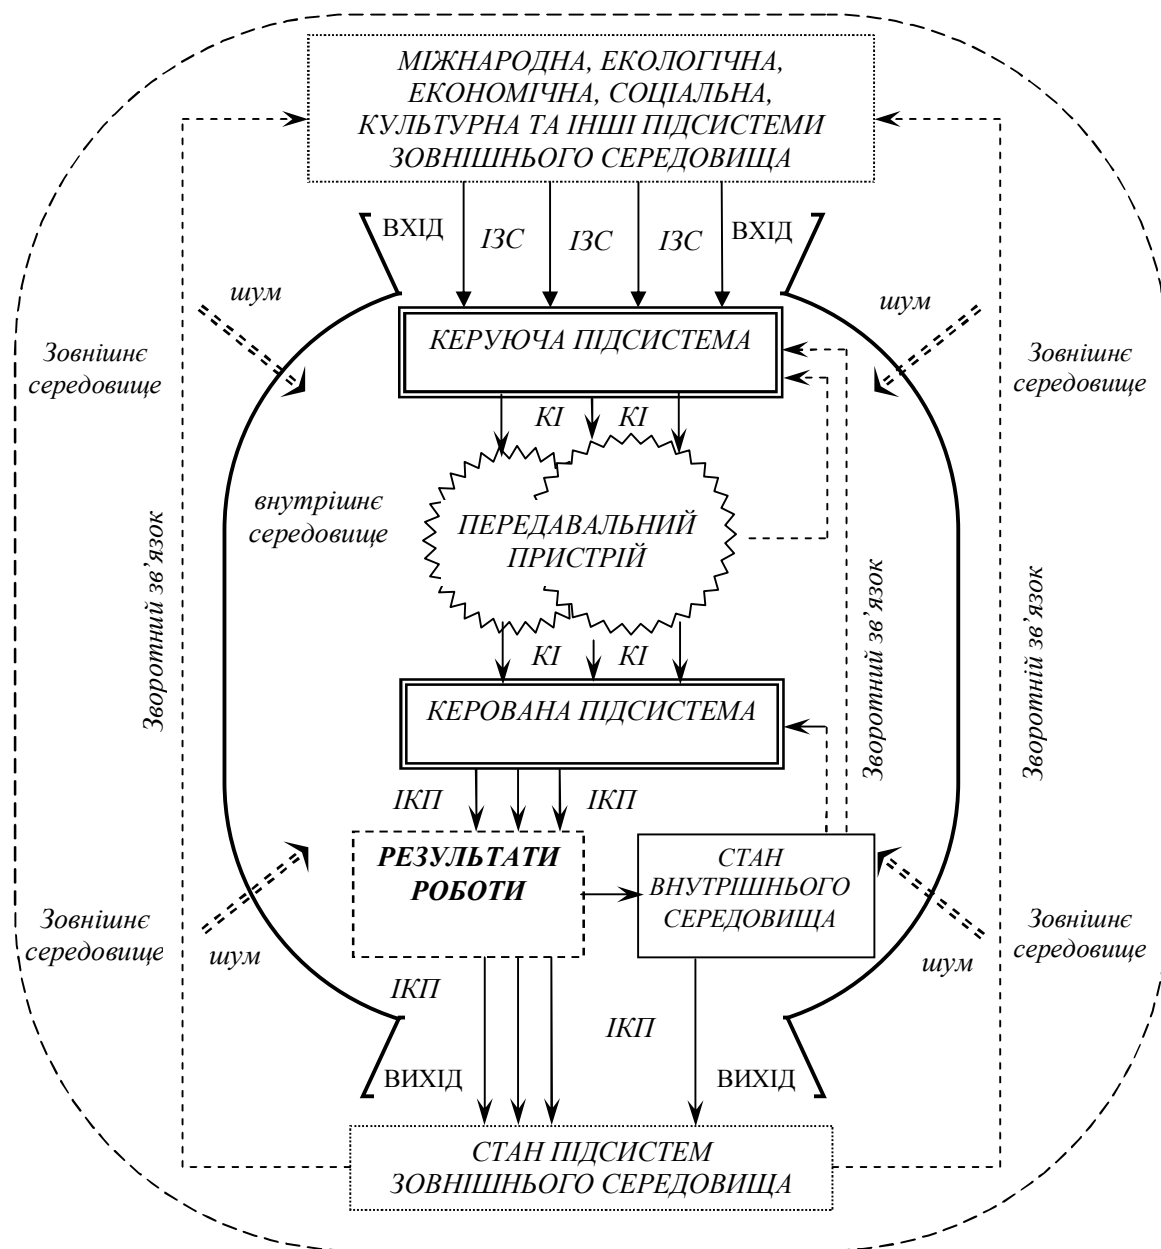 МІЖНАРОДНА, ЕКОЛОГІЧНА,
ЕКОНОМІЧНА, СОЦІАЛЬНА,
КУЛЬТУРНА ТА ІНШІ ПІДСИСТЕМИ
ЗОВНІШНЬОГО СЕРЕДОВИЩА
ВХІД
ІЗС
ІЗС
ІЗС
ВХІД
шум
шум
Зовнішнє
середовище
КЕРУЮЧА ПІДСИСТЕМА
Зовнішнє
середовище
КІ
КІ
внутрішнє
середовище
ПЕРЕДАВАЛЬНИЙ
ПРИСТРІЙ
Зворотний зв’язок
Зворотний зв’язок
Зворотній зв’язок
КІ
КІ
КЕРОВАНА ПІДСИСТЕМА
ІКП
ІКП
РЕЗУЛЬТАТИ
РОБОТИ
СТАН
ВНУТРІШНЬОГО
СЕРЕДОВИЩА
Зовнішнє
середовище
шум
Зовнішнє
середовище
шум
ІКП
ІКП
ВИХІД
ВИХІД
СТАН ПІДСИСТЕМ
ЗОВНІШНЬОГО СЕРЕДОВИЩА